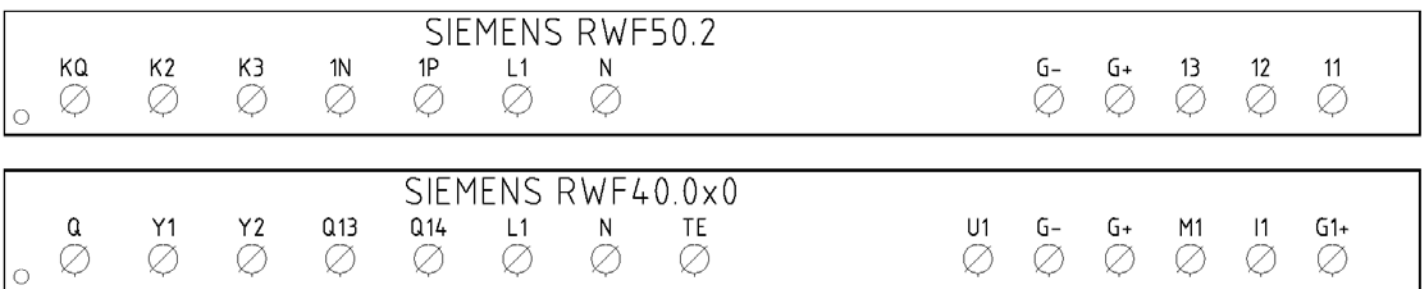 SIEMENS RWF50.2
KQ K2 K3 1N 1P L1 N G- G+ 13 12 11
SIEMENS RWF40.0x0
Q Y1 Y2 Q13 Q14 L1 N TE U1 G- G+ M1 I1 G1+